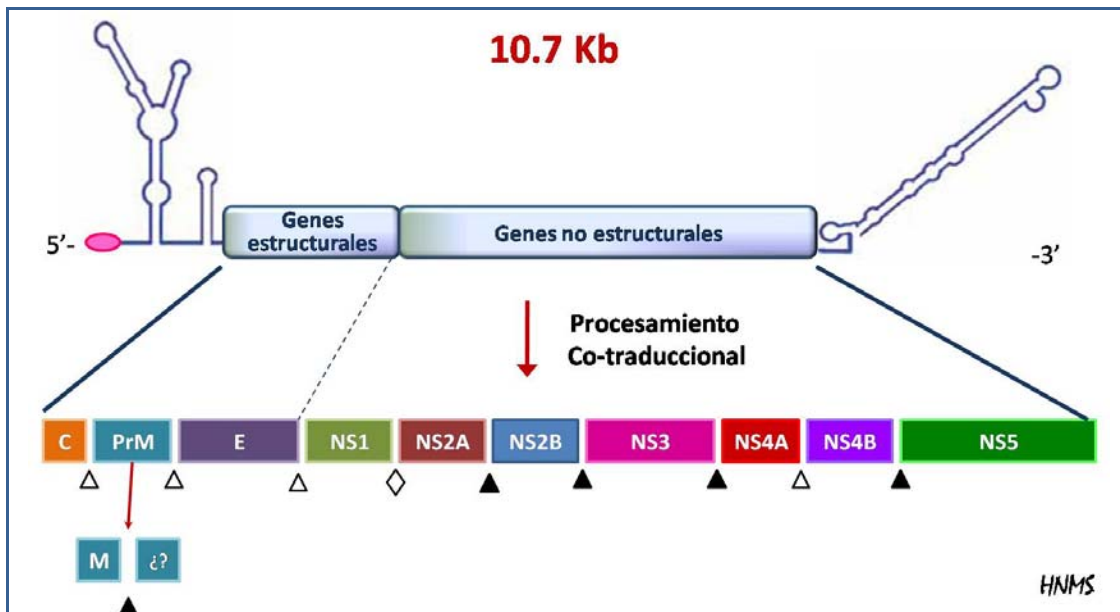 10.7 Kb
Genes
estructurales
Genes no estructurales
5’-
-3’
Procesamiento
Co-traduccional
C PrM E NS1 NS2A NS2B NS3 NS4A NS4B NS5
M ¿?
HNMS